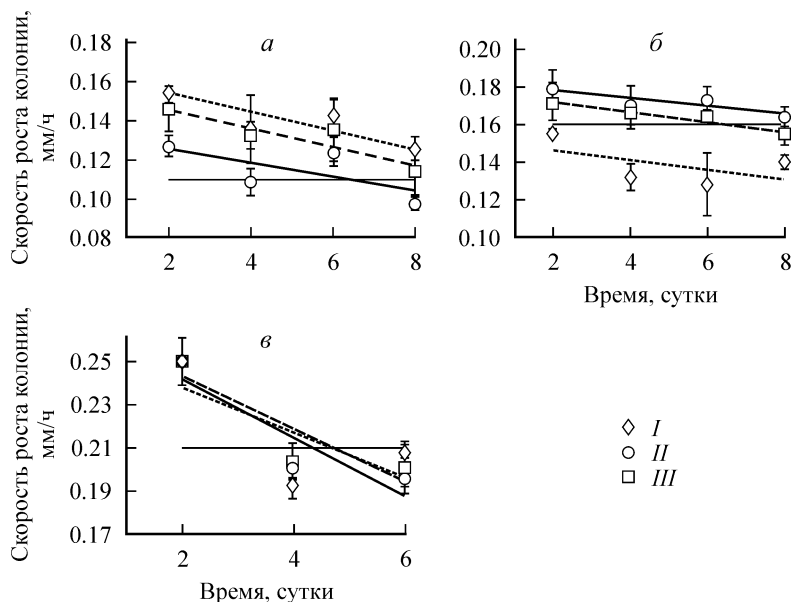 Скорость роста колонии,
мм/ч
а
0.18
0.16
0.14
0.12
0.10
0.08
2 4 6 8
б
0.20
0.18
0.16
0.14
0.12
0.10
2 4 6 8
Время, сутки
Скорость роста колонии,
мм/ч
в
0.25
0.23
0.21
0.19
0.17
2 4 6
Время, сутки
I
II
III